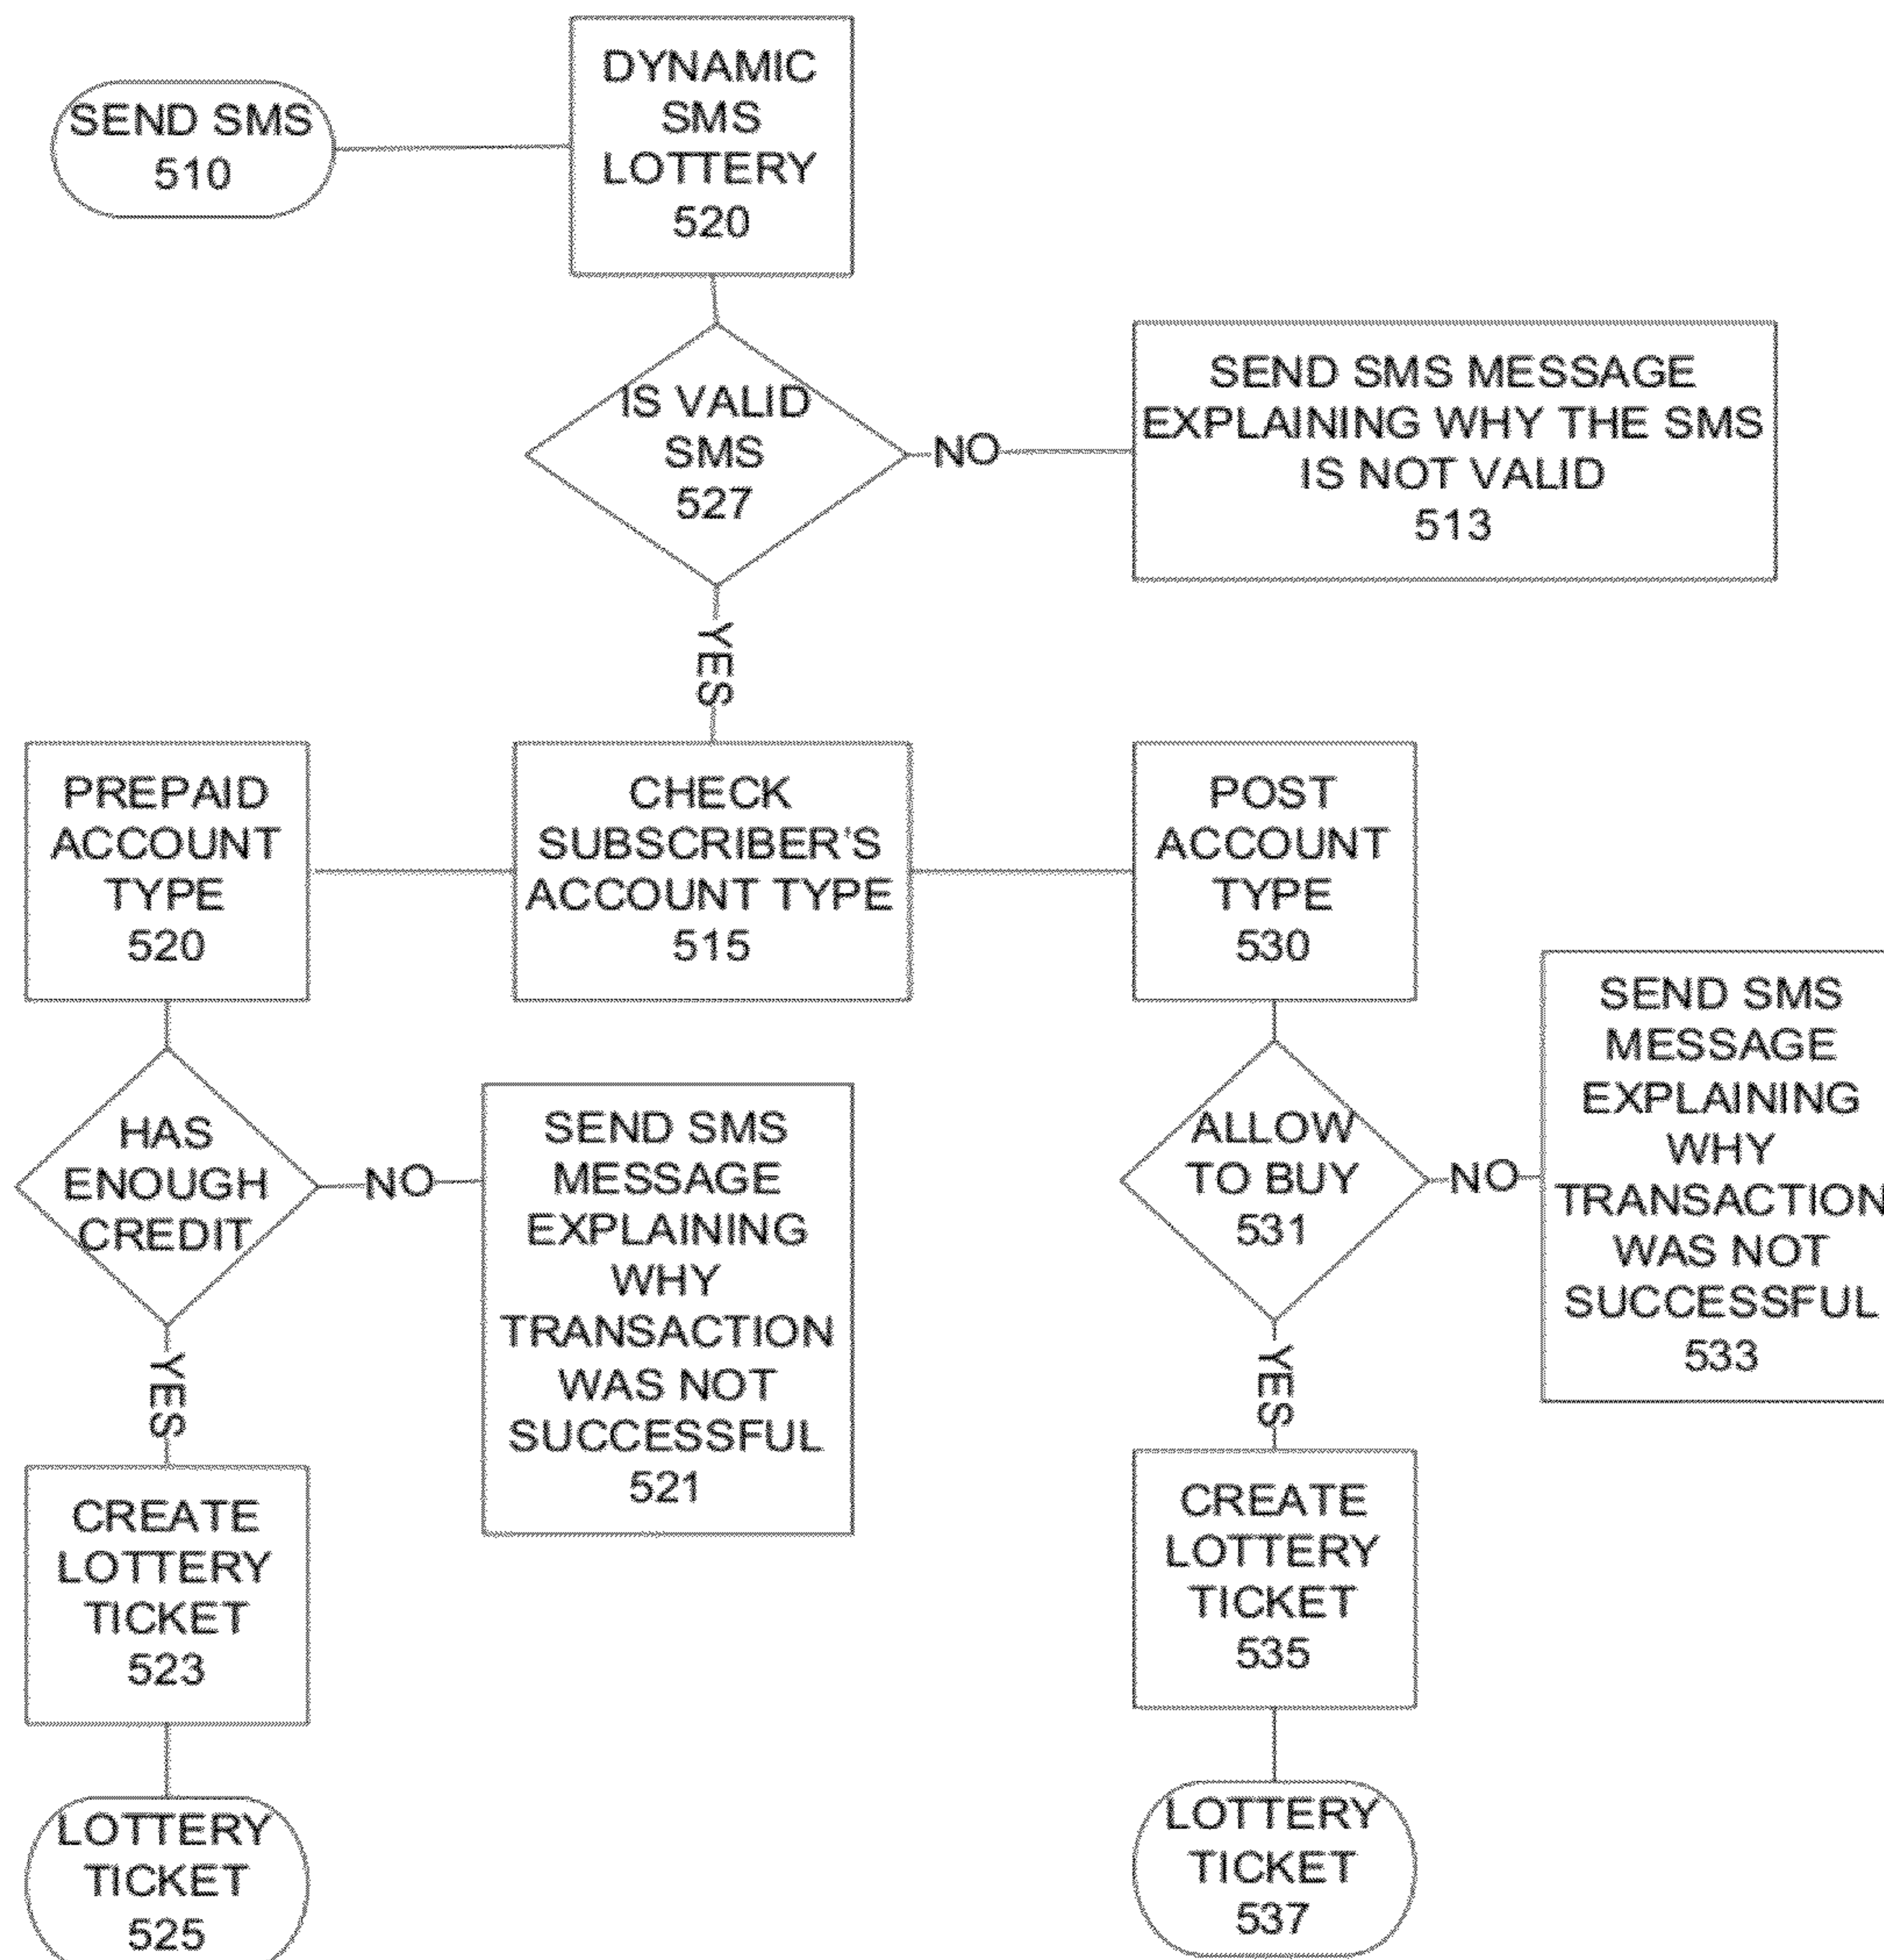 SEND SMS
510
DYNAMIC
SMS
LOTTERY
520
IS VALID
SMS
527
NO
SEND SMS MESSAGE
EXPLAINING WHY THE SMS
IS NOT VALID
513
YES
PREPAID
ACCOUNT
TYPE
520
CHECK
SUBSCRIBER'S
ACCOUNT TYPE
515
POST
ACCOUNT
TYPE
530
HAS
ENOUGH
CREDIT
NO
SEND SMS
MESSAGE
EXPLAINING
WHY
TRANSACTION
WAS NOT
SUCCESSFUL
521
ALLOW
TO BUY
531
NO
SEND SMS
MESSAGE
EXPLAINING
WHY
TRANSACTION
WAS NOT
SUCCESSFUL
533
YES
CREATE
LOTTERY
TICKET
523
LOTTERY
TICKET
525
YES
CREATE
LOTTERY
TICKET
535
LOTTERY
TICKET
537